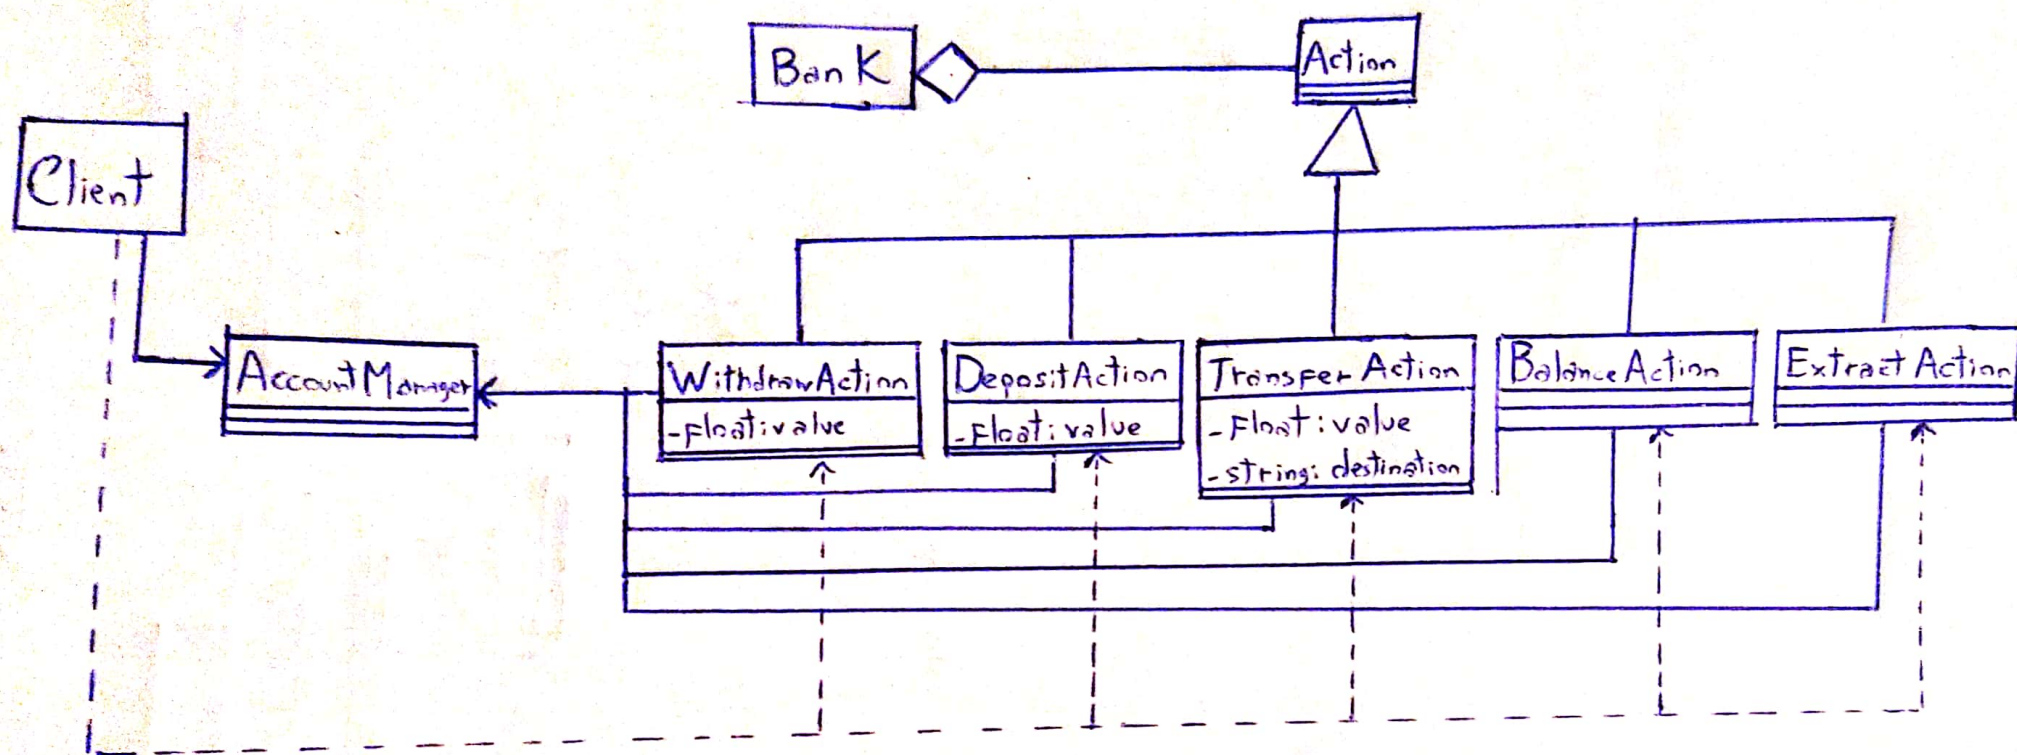 Bank
Action
Client
AccountManager
WithdrawAction
-Float:value
DepositAction
-Float:value
TransferAction
-Float:value
-string:destination
BalanceAction
ExtractAction